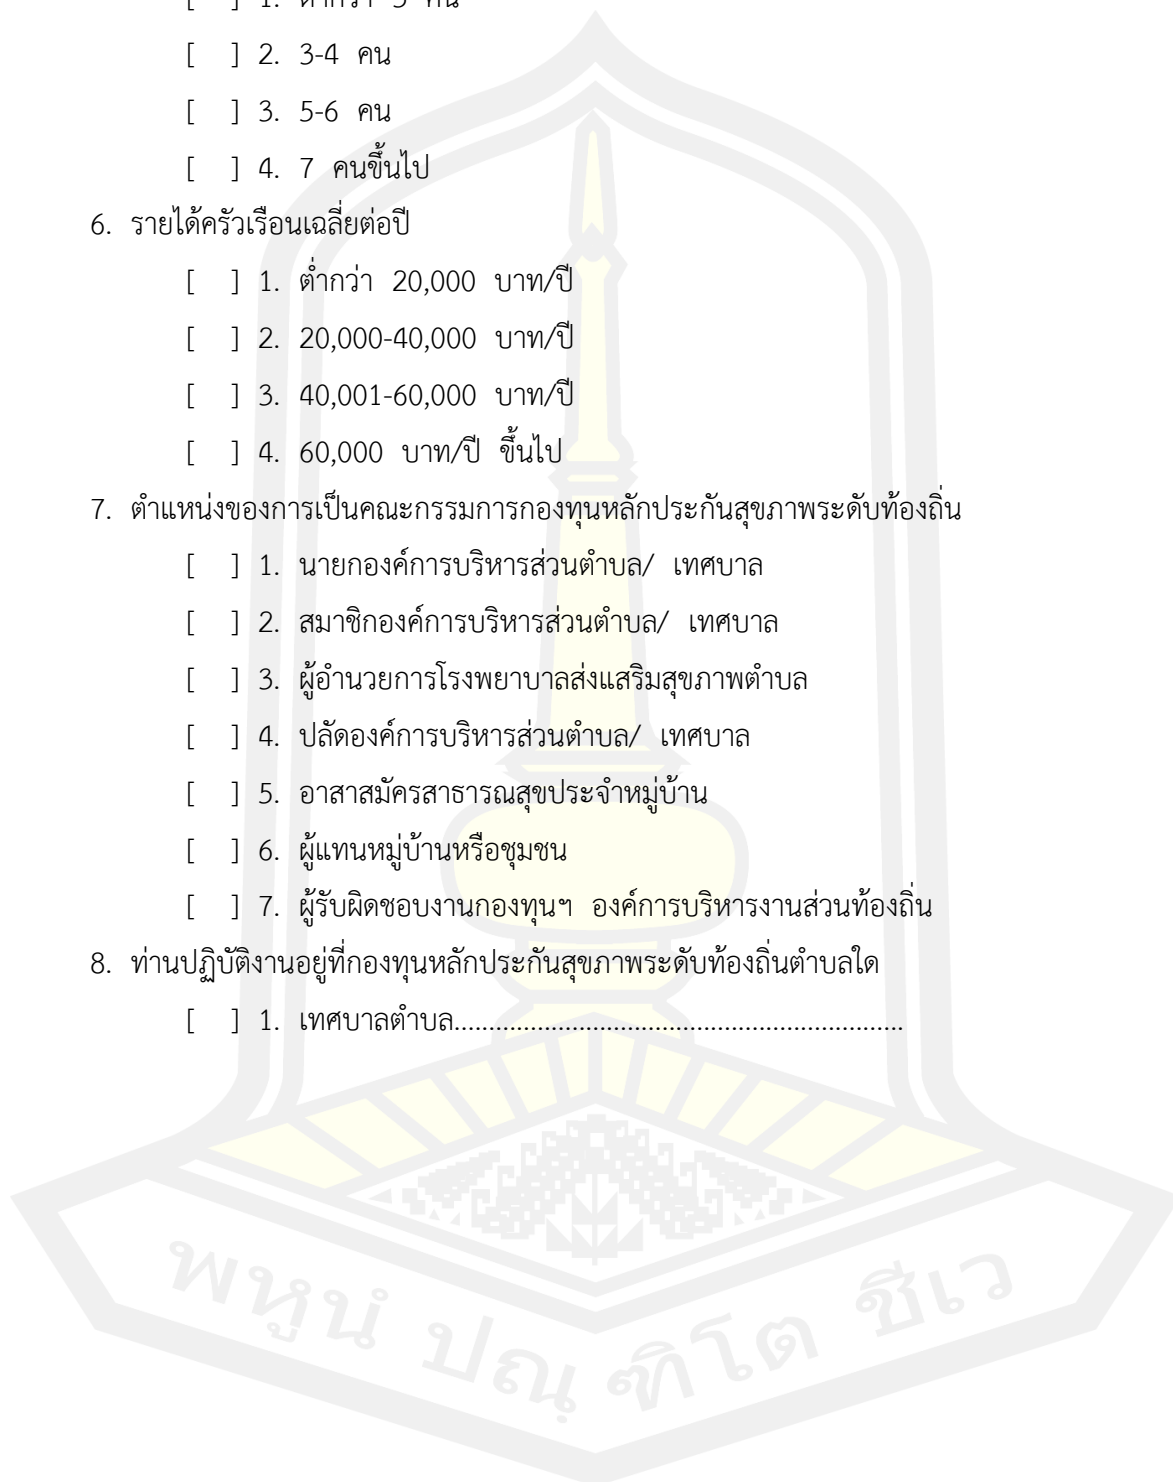 [ ] 1. ต่ำกว่า 3 คน
[ ] 2. 3-4 คน
[ ] 3. 5-6 คน
[ ] 4. 7 คนขึ้นไป
6. รายได้ครัวเรือนเฉลี่ยต่อปี
[ ] 1. ต่ำกว่า 20,000 บาท/ปี
[ ] 2. 20,000-40,000 บาท/ปี
[ ] 3. 40,001-60,000 บาท/ปี
[ ] 4. 60,000 บาท/ปี ขึ้นไป
7. ตำแหน่งของการเป็นคณะกรรมการกองทุนหลักประกันสุขภาพระดับท้องถิ่น
[ ] 1. นายกองค์การบริหารส่วนตำบล/ เทศบาล
[ ] 2. สมาชิกองค์การบริหารส่วนตำบล/ เทศบาล
[ ] 3. ผู้อำนวยการโรงพยาบาลส่งแสริมสุขภาพตำบล
[ ] 4. ปลัดองค์การบริหารส่วนตำบล/ เทศบาล
[ ] 5. อาสาสมัครสาธารณสุขประจำหมู่บ้าน
[ ] 6. ผู้แทนหมู่บ้านหรือชุมชน
[ ] 7. ผู้รับผิดชอบงานกองทุนฯ องค์การบริหารงานส่วนท้องถิ่น
8. ท่านปฏิบัติงานอยู่ที่กองทุนหลักประกันสุขภาพระดับท้องถิ่นตำบลใด
[ ] 1. เทศบาลตำบล.................................................................
พหูนํ ปณฺฑิโต ชีเว